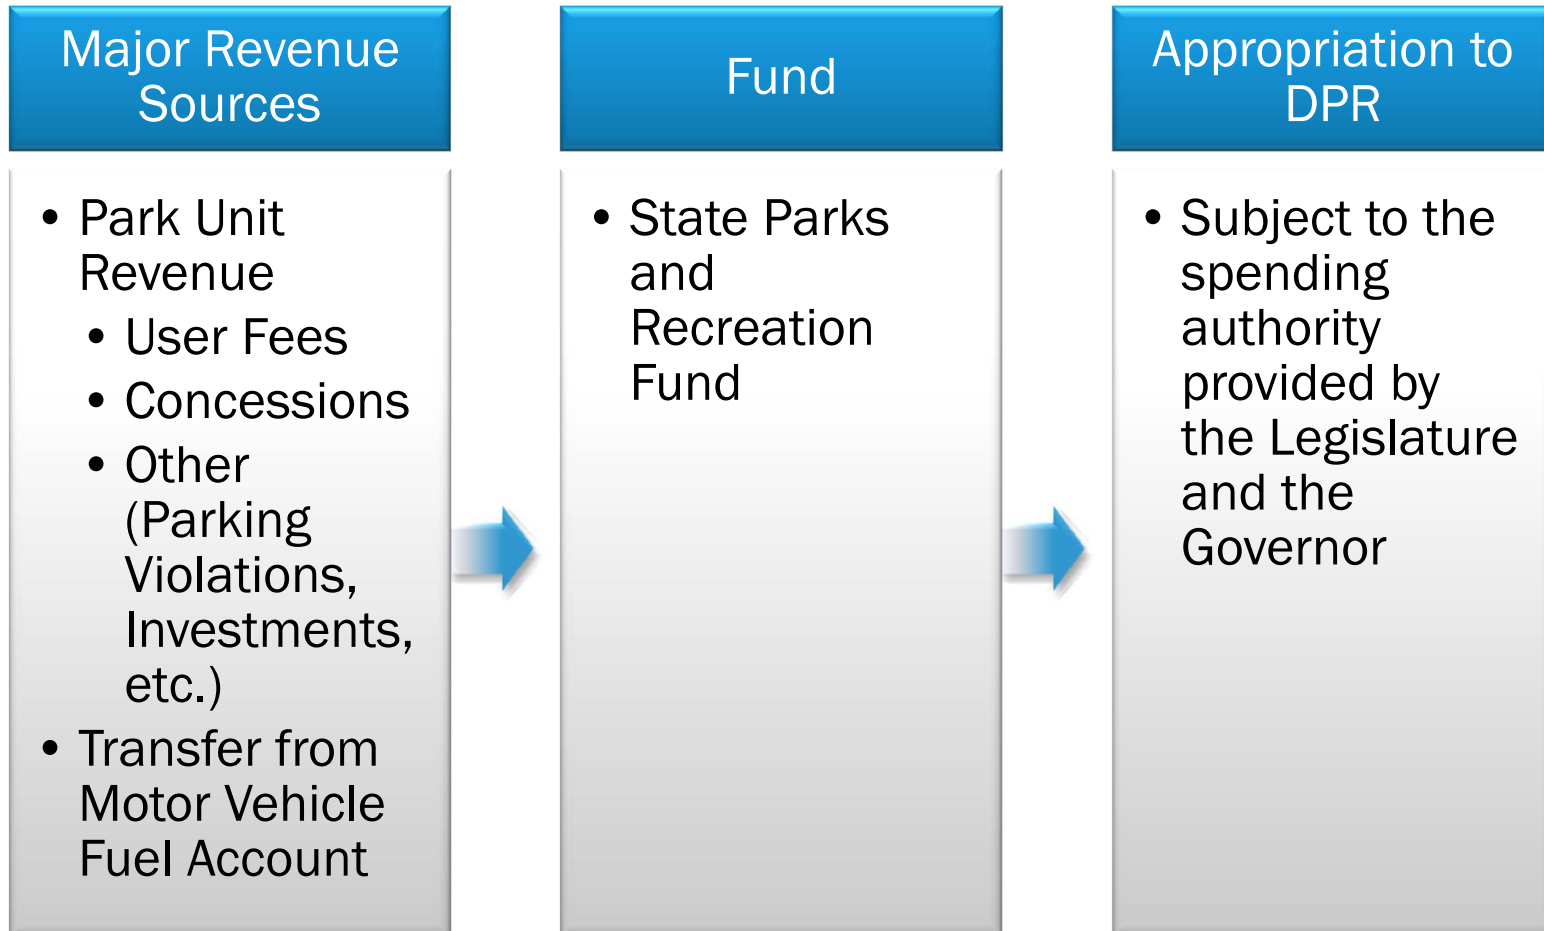 Major Revenue
Sources
• Park Unit
Revenue
• User Fees
• Concessions
• Other
(Parking
Violations,
Investments,
etc.)
• Transfer from
Motor Vehicle
Fuel Account
Fund
• State Parks
and
Recreation
Fund
Appropriation to
DPR
• Subject to the
spending
authority
provided by
the Legislature
and the
Governor